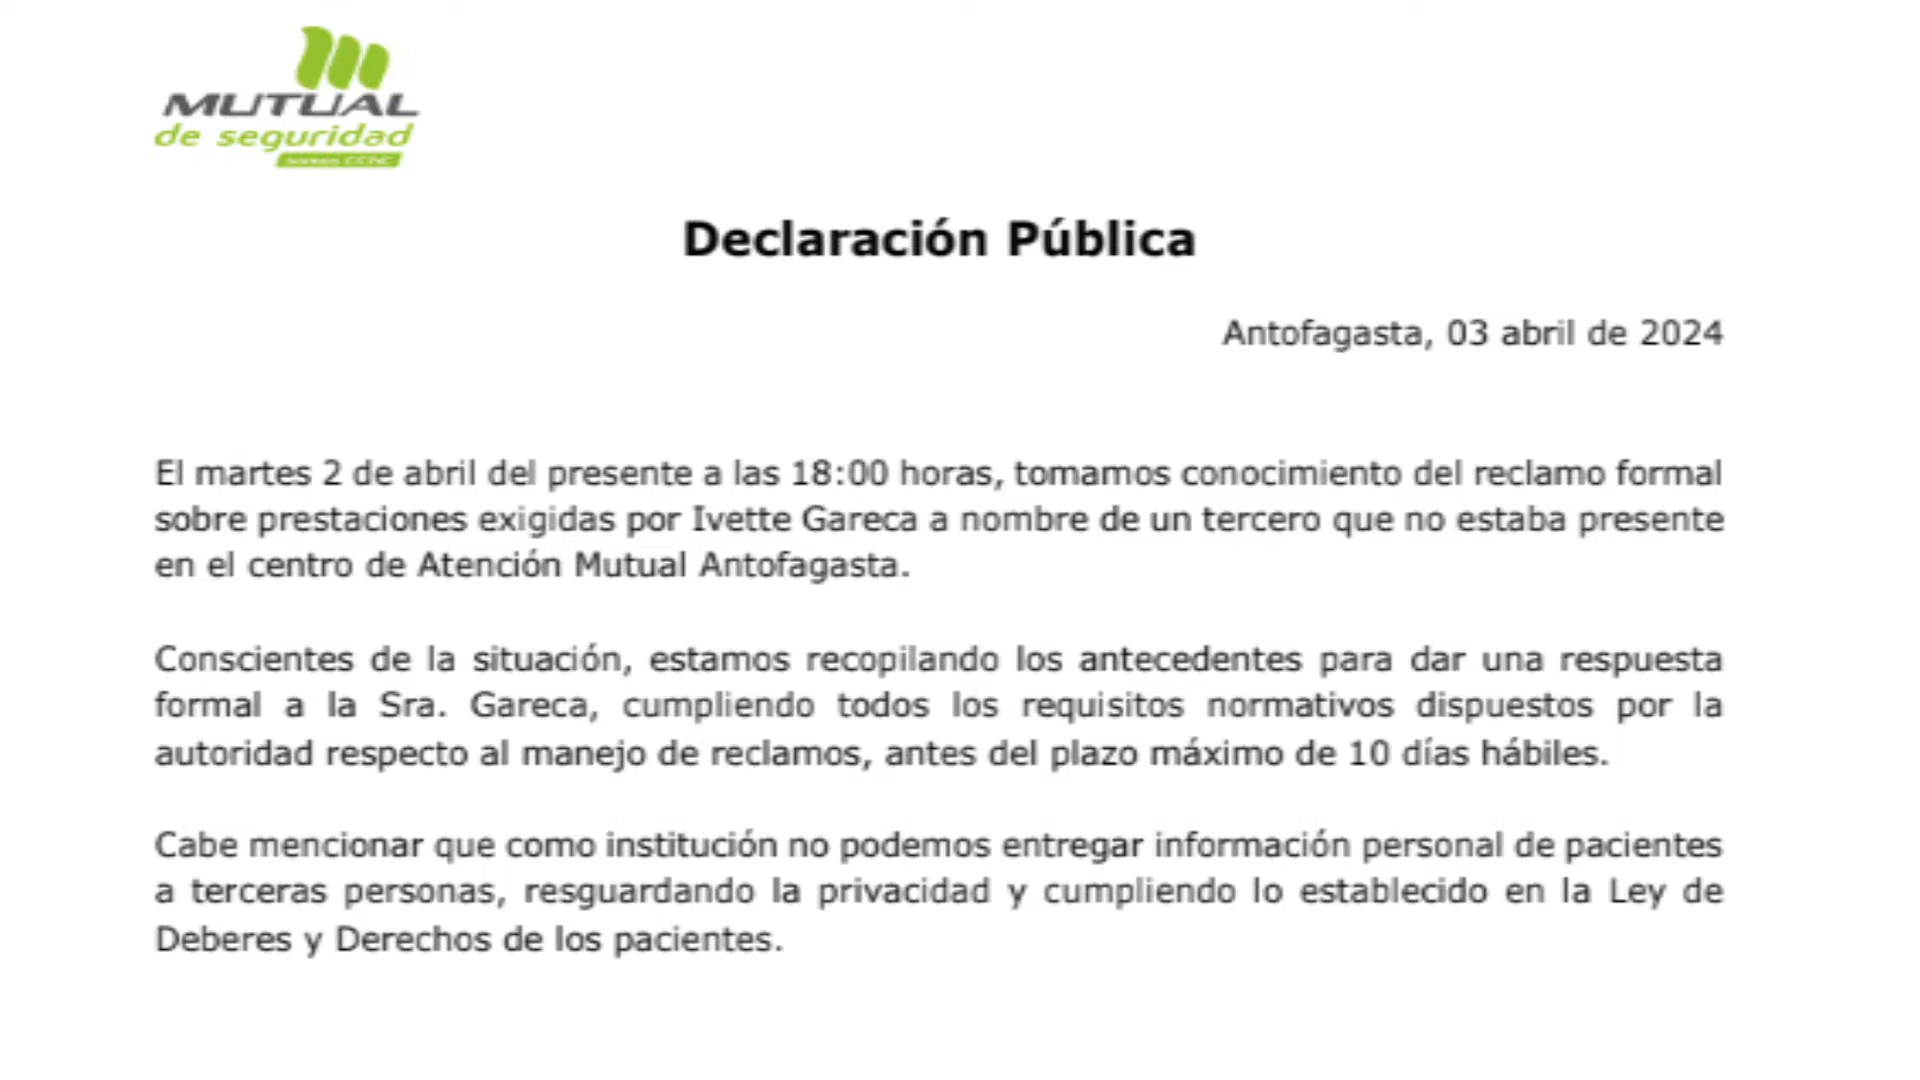 MUTUAL
de seguridad
somos CChC
Declaración Pública
Antofagasta, 03 abril de 2024
El martes 2 de abril del presente a las 18:00 horas, tomamos conocimiento del reclamo formal
sobre prestaciones exigidas por Ivette Gareca a nombre de un tercero que no estaba presente
en el centro de Atención Mutual Antofagasta.
Conscientes de la situación, estamos recopilando los antecedentes para dar una respuesta
formal a la Sra. Gareca, cumpliendo todos los requisitos normativos dispuestos por la
autoridad respecto al manejo de reclamos, antes del plazo máximo de 10 días hábiles.
Cabe mencionar que como institución no podemos entregar información personal de pacientes
a terceras personas, resguardando la privacidad y cumpliendo lo establecido en la Ley de
Deberes y Derechos de los pacientes.